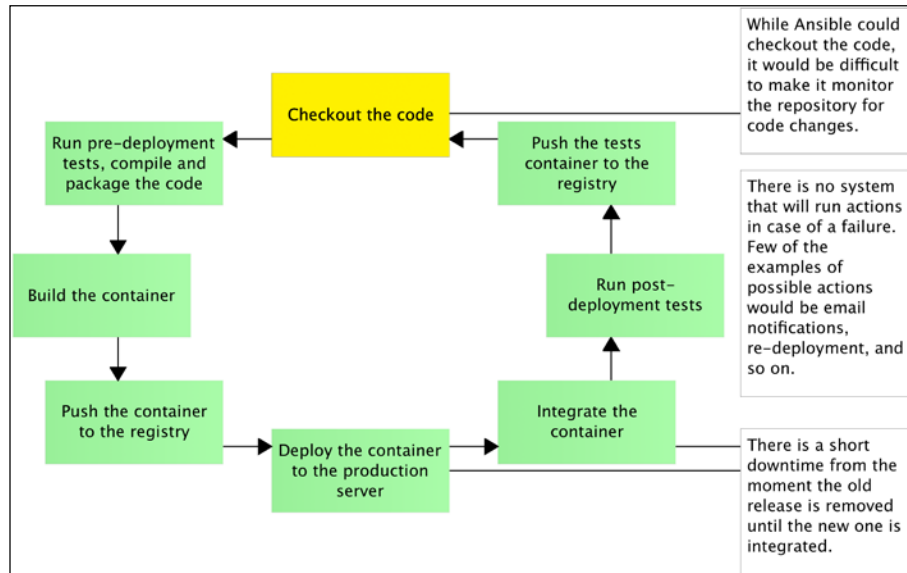 Checkout the code
Run pre-deployment
tests, compile and
package the code
Build the container
Push the container
to the registry
Deploy the container
to the production
server
Integrate the
container
Run post-
deployment tests
Push the tests
container to the
registry
While Ansible could
checkout the code,
it would be difficult
to make it monitor
the repository for
code changes.
There is no system
that will run actions
in case of a failure.
Few of the
examples of
possible actions
would be email
notifications,
re-deployment, and
so on.
There is a short
downtime from the
moment the old
release is removed
until the new one is
integrated.